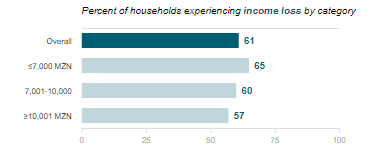 Percent of households experiencing income loss by category
Overall 61
≤7,000 MZN 65
7,001-10,000 60
≥10,001 MZN 57
0 25 50 75 100